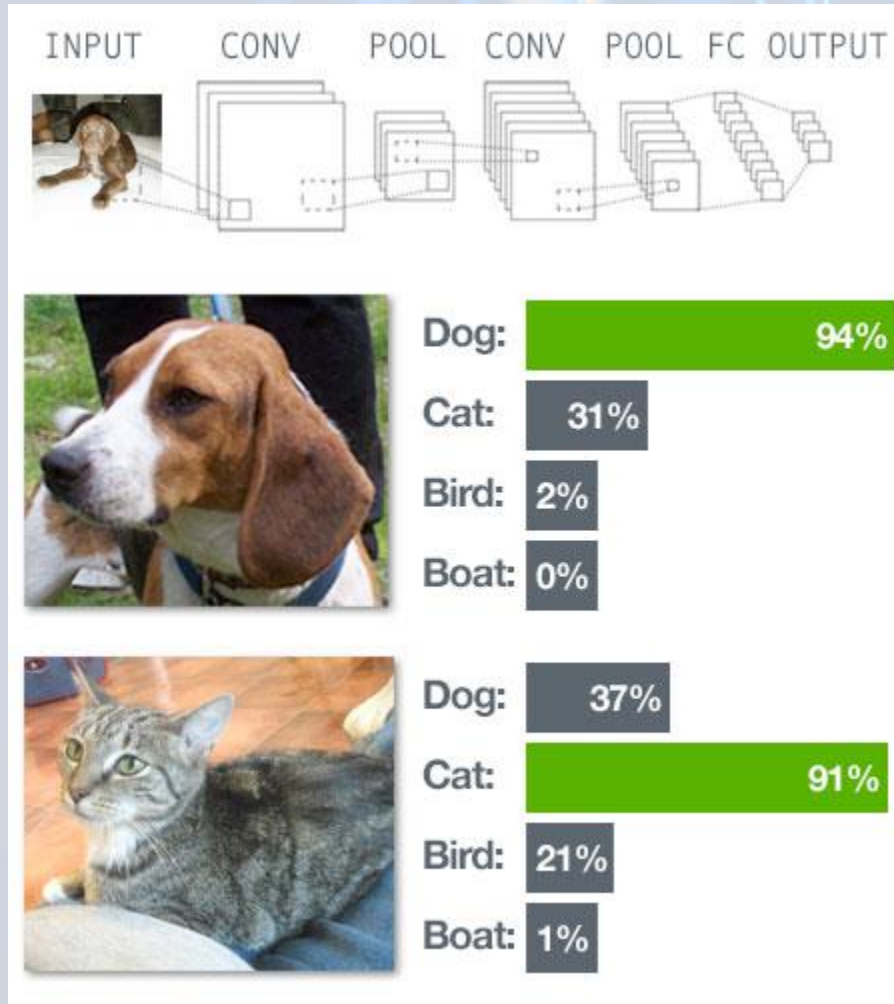 INPUT CONV POOL CONV POOL FC OUTPUT
Dog: 94%
Cat: 31%
Bird: 2%
Boat: 0%
Dog: 37%
Cat: 91%
Bird: 21%
Boat: 1%